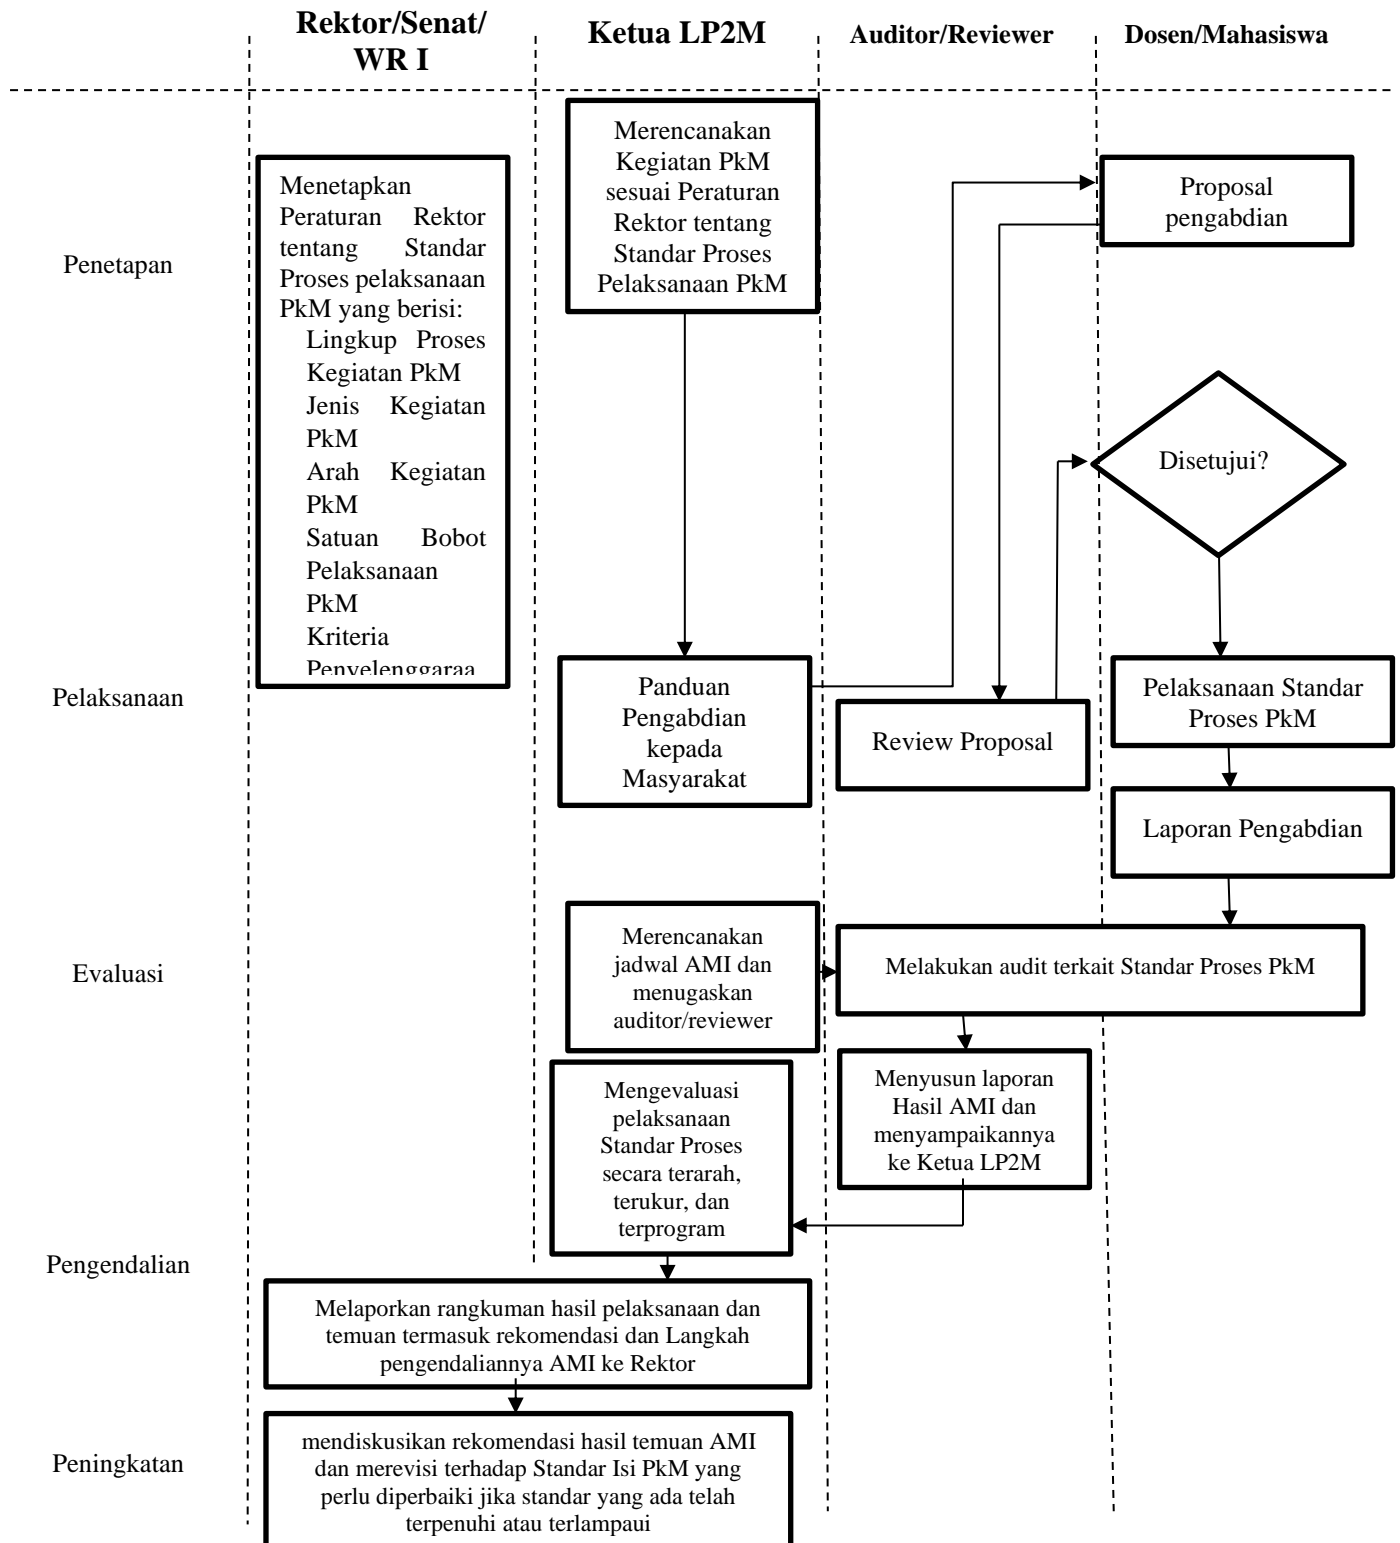 Rektor/Senat/
WR I
Ketua LP2M
Auditor/Reviewer
Dosen/Mahasiswa
Penetapan
Menetapkan
Peraturan Rektor
tentang Standar
Proses pelaksanaan
PkM yang berisi:
Lingkup Proses
Kegiatan PkM
Jenis Kegiatan
PkM
Arah Kegiatan
PkM
Satuan Bobot
Pelaksanaan
PkM
Kriteria
Penyelenggaraa
Merencanakan
Kegiatan PkM
sesuai Peraturan
Rektor tentang
Standar Proses
Pelaksanaan PkM
Proposal
pengabdian
Disetujui?
Pelaksanaan
Panduan
Pengabdian
kepada
Masyarakat
Review Proposal
Pelaksanaan Standar
Proses PkM
Laporan Pengabdian
Evaluasi
Merencanakan
jadwal AMI dan
menugaskan
auditor/reviewer
Melakukan audit terkait Standar Proses PkM
Menyusun laporan
Hasil AMI dan
menyampaikannya
ke Ketua LP2M
Mengevaluasi
pelaksanaan
Standar Proses
secara terarah,
terukur, dan
terprogram
Pengendalian
Melaporkan rangkuman hasil pelaksanaan dan
temuan termasuk rekomendasi dan Langkah
pengendaliannya AMI ke Rektor
Peningkatan
mendiskusikan rekomendasi hasil temuan AMI
dan merevisi terhadap Standar Isi PkM yang
perlu diperbaiki jika standar yang ada telah
terpenuhi atau terlampaui